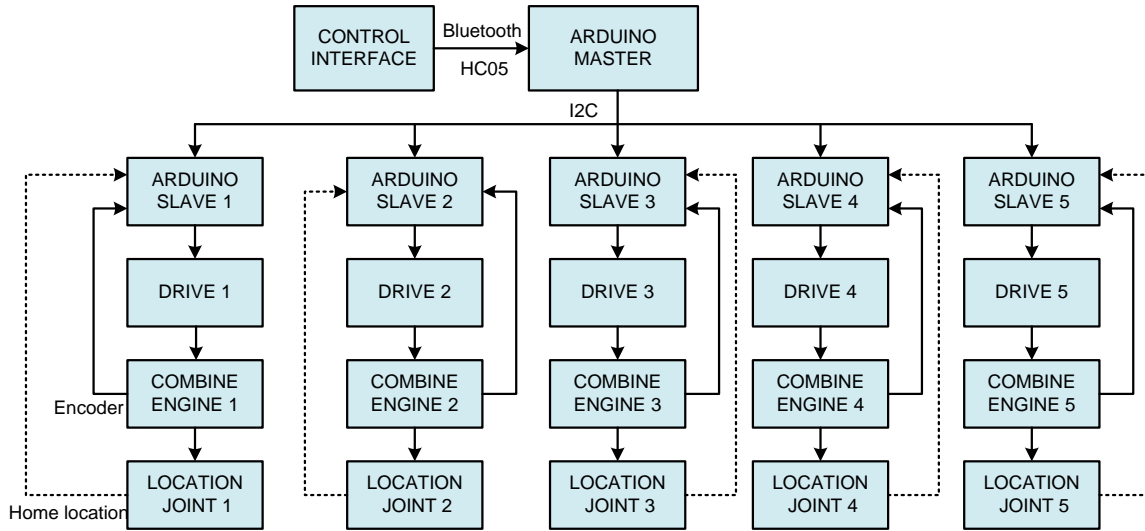 CONTROL
INTERFACE
Bluetooth
HC05
ARDUINO
MASTER
I2C
ARDUINO
SLAVE 1
ARDUINO
SLAVE 2
ARDUINO
SLAVE 3
ARDUINO
SLAVE 4
ARDUINO
SLAVE 5
DRIVE 1
DRIVE 2
DRIVE 3
DRIVE 4
DRIVE 5
COMBINE
ENGINE 1
COMBINE
ENGINE 2
COMBINE
ENGINE 3
COMBINE
ENGINE 4
COMBINE
ENGINE 5
Encoder
LOCATION
JOINT 1
LOCATION
JOINT 2
LOCATION
JOINT 3
LOCATION
JOINT 4
LOCATION
JOINT 5
Home location